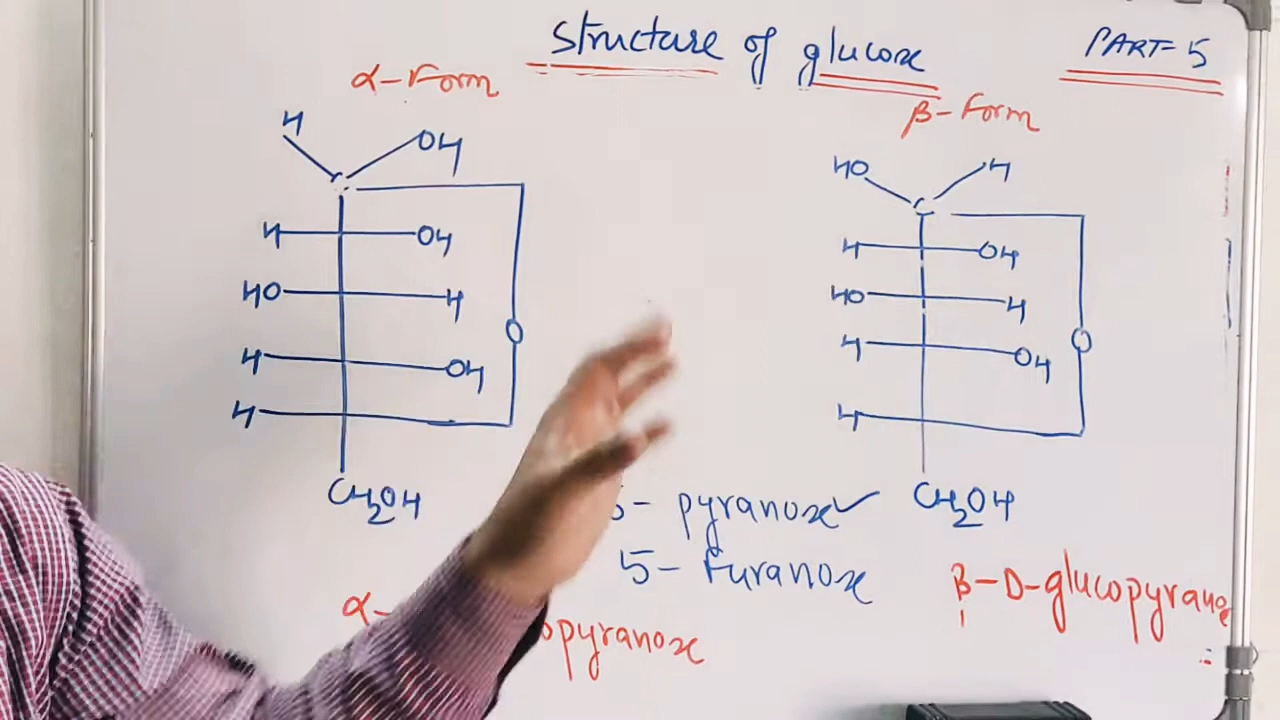 Structure of glucose
PART-5
α-Form
β-Form
H OH
HO H
C
C
H OH
H OH
HO H
HO H
O
O
H OH
H OH
H
H
CH2OH
CH2OH
- pyranose
5- Furanose
β-D-glucopyranose
α-
opyranose